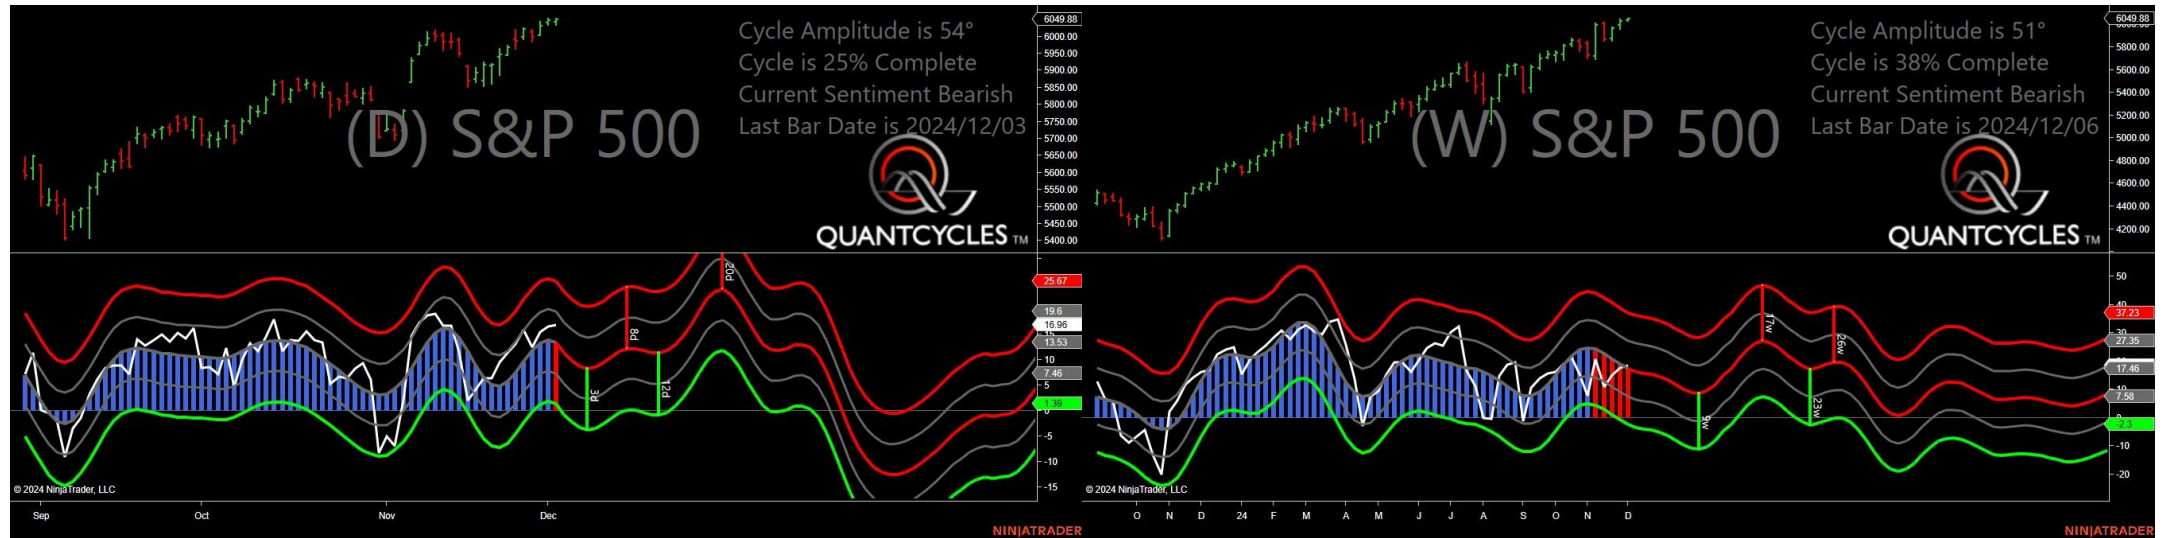 Cycle Amplitude is 54°
Cycle is 25% Complete
Current Sentiment Bearish
Last Bar Date is 2024/12/03
(D) S&P 500
QUANTCYCLES TM
6049.88
6000.00
5950.00
5900.00
5850.00
5800.00
5750.00
5700.00
5650.00
5600.00
5550.00
5500.00
5450.00
5400.00
20d
8d
3d
12d
25.67
19.6
16.96
13.53
10
7.46
5
1.39
0
-5
-10
-15
© 2024 NinjaTrader, LLC
Sep
Oct
Nov
Dec
NINJATRADER
Cycle Amplitude is 51°
Cycle is 38% Complete
Current Sentiment Bearish
Last Bar Date is 2024/12/06
(W) S&P 500
QUANTCYCLES TM
6049.88
5800.00
5600.00
5400.00
5200.00
5000.00
4800.00
4600.00
4400.00
4200.00
17w
26w
9w
23w
50
40
37.23
30
27.35
17.46
10
7.58
0
-2.3
-10
-20
© 2024 NinjaTrader, LLC
O N D 24 F M A M J J A S O N D
NINJATRADER